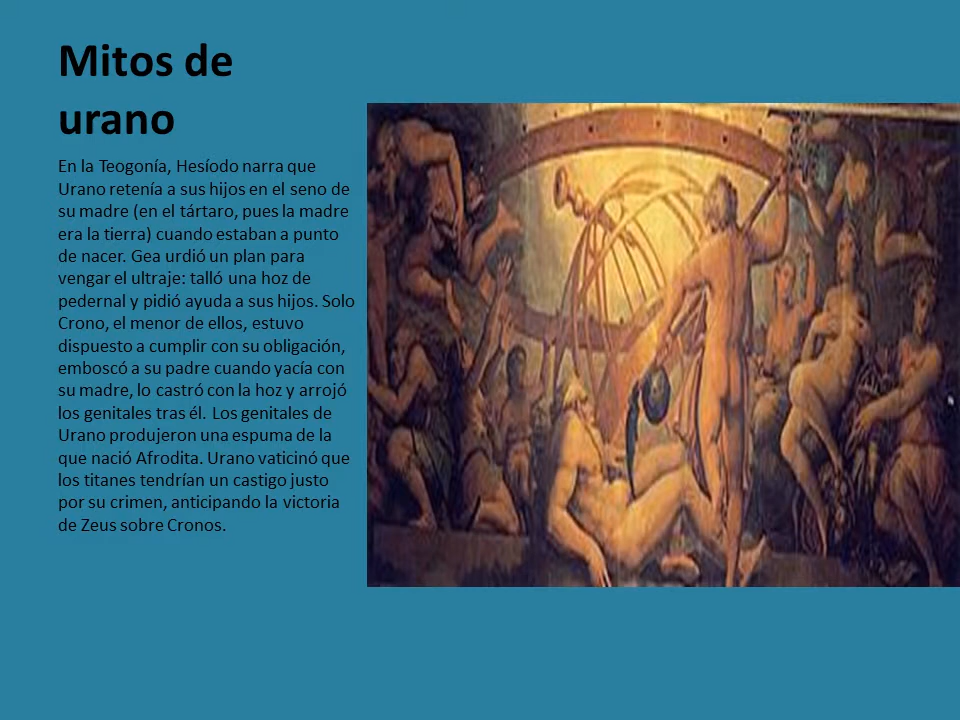 Mitos de
urano
En la Teogonía, Hesíodo narra que
Urano retenía a sus hijos en el seno de
su madre (en el tártaro, pues la madre
era la tierra) cuando estaban a punto
de nacer. Gea urdió un plan para
vengar el ultraje: talló una hoz de
pedernal y pidió ayuda a sus hijos. Solo
Crono, el menor de ellos, estuvo
dispuesto a cumplir con su obligación,
emboscó a su padre cuando yacía con
su madre, lo castró con la hoz y arrojó
los genitales tras él. Los genitales de
Urano produjeron una espuma de la
que nació Afrodita. Urano vaticinó que
los titanes tendrían un castigo justo
por su crimen, anticipando la victoria
de Zeus sobre Cronos.